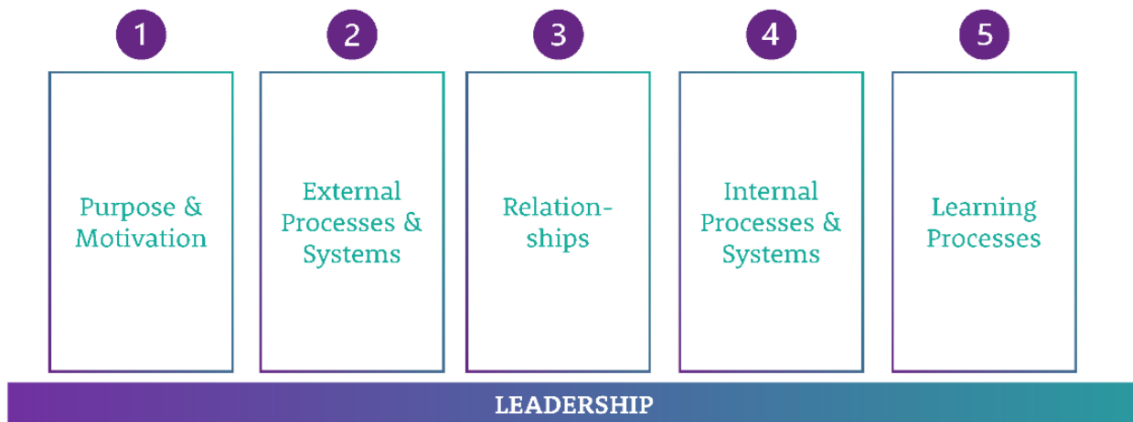 1
2
3
4
5
Purpose &
Motivation
External
Processes &
Systems
Relation-
ships
Internal
Processes &
Systems
Learning
Processes
LEADERSHIP